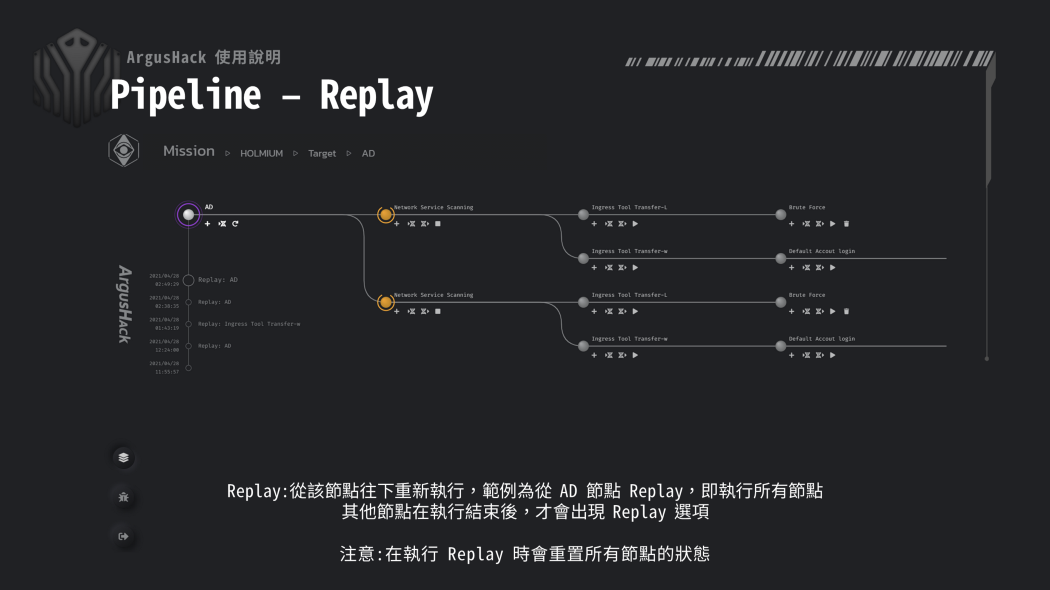 ArgusHack 使用說明
Pipeline – Replay
Mission ▷ HOLMIUM ▷ Target ▷ AD
AD
Network Service Scanning
Ingress Tool Transfer-L
Brute Force
Ingress Tool Transfer-w
Default Accout login
Network Service Scanning
Ingress Tool Transfer-L
Brute Force
Ingress Tool Transfer-w
Default Accout login
ArgusHack
2021/04/28
02:49:29
Replay: AD
2021/04/28
02:38:35
Replay: AD
2021/04/28
01:43:19
Replay: Ingress Tool Transfer-w
2021/04/28
12:24:00
Replay: AD
2021/04/28
11:55:57
Replay:從該節點往下重新執行，範例為從 AD 節點 Replay，即執行所有節點
其他節點在執行結束後，才會出現 Replay 選項
注意:在執行 Replay 時會重置所有節點的狀態